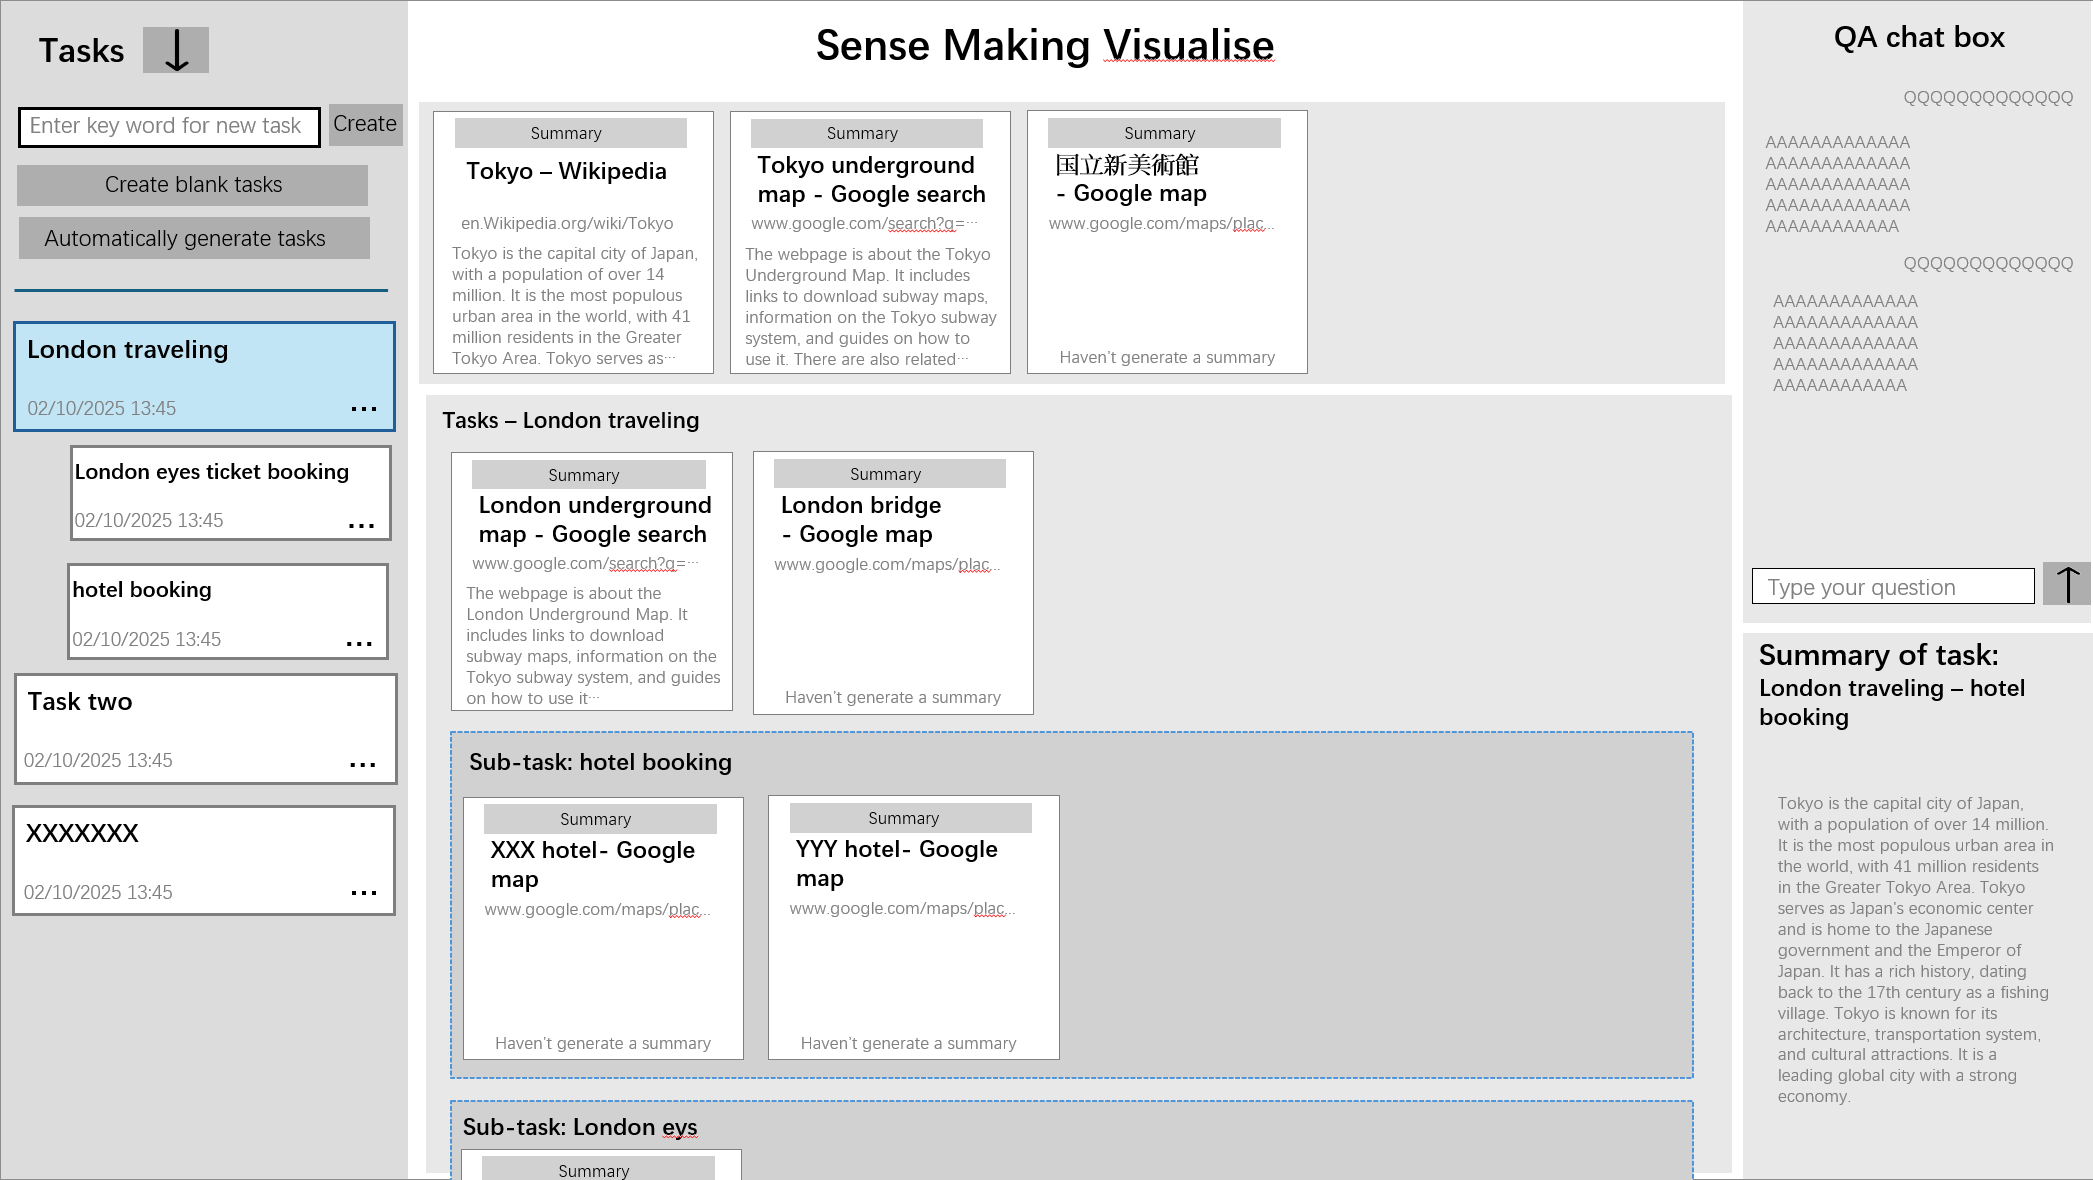 Tasks ↓
Enter key word for new task
Create
Create blank tasks
Automatically generate tasks
London traveling
02/10/2025 13:45
...
London eyes ticket booking
02/10/2025 13:45
...
hotel booking
02/10/2025 13:45
...
Task two
02/10/2025 13:45
...
XXXXXXX
02/10/2025 13:45
...
Sense Making Visualise
Summary
Tokyo – Wikipedia
en.Wikipedia.org/wiki/Tokyo
Tokyo is the capital city of Japan,
with a population of over 14
million. It is the most populous
urban area in the world, with 41
million residents in the Greater
Tokyo Area. Tokyo serves as…
Summary
Tokyo underground
map - Google search
www.google.com/search?q=…
The webpage is about the Tokyo
Underground Map. It includes
links to download subway maps,
information on the Tokyo subway
system, and guides on how to
use it. There are also related…
Summary
国立新美術館
- Google map
www.google.com/maps/plac...
Haven't generate a summary
Tasks – London traveling
Summary
London underground
map - Google search
www.google.com/search?q=…
The webpage is about the
London Underground Map. It
includes links to download
subway maps, information on the
Tokyo subway system, and guides
on how to use it…
Summary
London bridge
- Google map
www.google.com/maps/plac...
Haven't generate a summary
Sub-task: hotel booking
Summary
XXX hotel- Google
map
www.google.com/maps/plac...
Haven't generate a summary
Summary
YYY hotel- Google
map
www.google.com/maps/plac...
Haven't generate a summary
Sub-task: London eys
Summary
QA chat box
QQQQQQQQQQQQQ
AAAAAAAAAAAAA
AAAAAAAAAAAAA
AAAAAAAAAAAAA
AAAAAAAAAAAAA
AAAAAAAAAAAA
QQQQQQQQQQQQQ
AAAAAAAAAAAAA
AAAAAAAAAAAAA
AAAAAAAAAAAAA
AAAAAAAAAAAAA
AAAAAAAAAAAA
Type your question
↑
Summary of task:
London traveling – hotel
booking
Tokyo is the capital city of Japan,
with a population of over 14 million.
It is the most populous urban area in
the world, with 41 million residents
in the Greater Tokyo Area. Tokyo
serves as Japan's economic center
and is home to the Japanese
government and the Emperor of
Japan. It has a rich history, dating
back to the 17th century as a fishing
village. Tokyo is known for its
architecture, transportation system,
and cultural attractions. It is a
leading global city with a strong
economy.